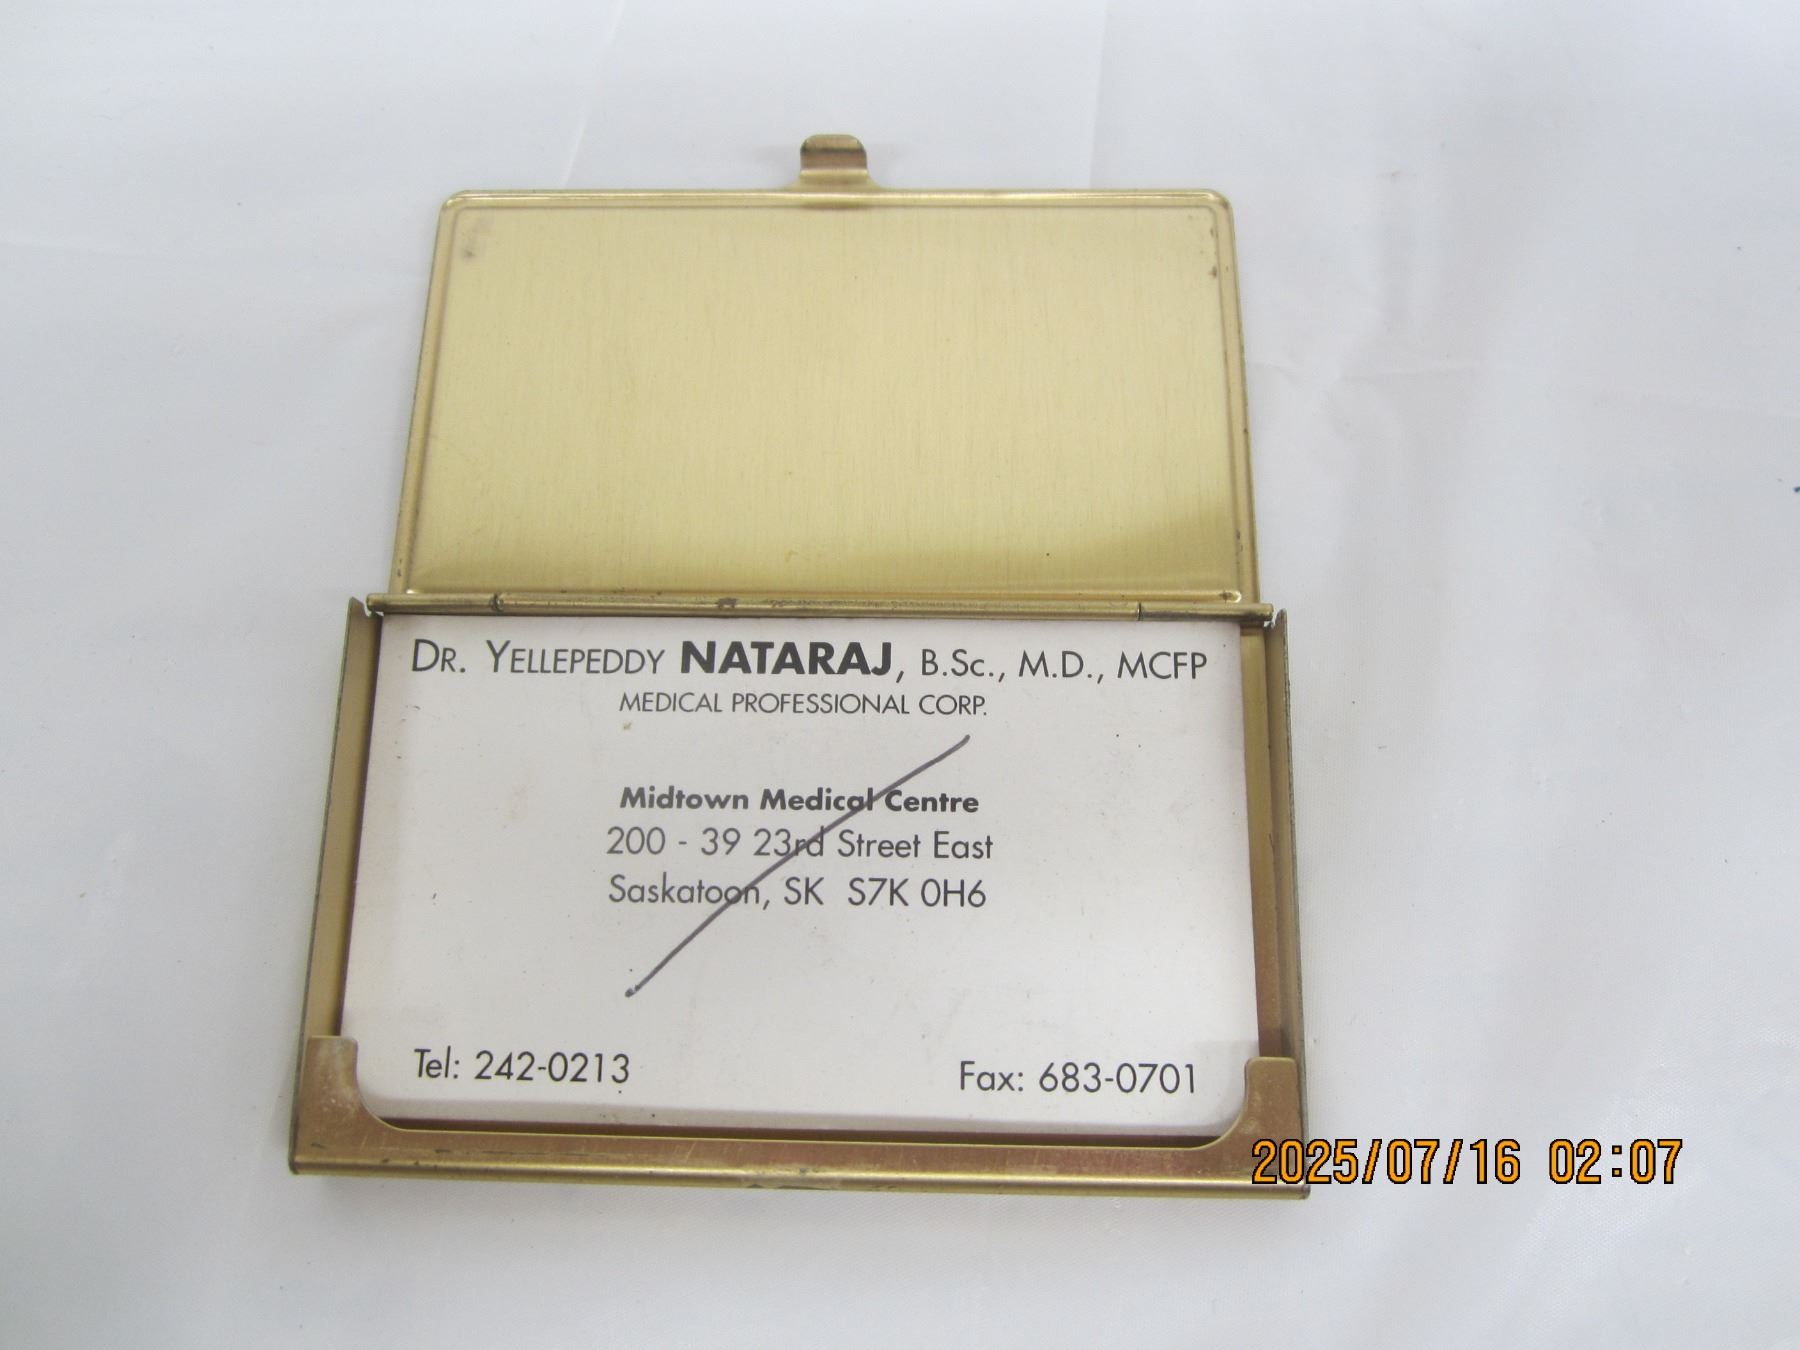 DR. YELLEPEDDY NATARAJ, B.SC., M.D., MCFP
MEDICAL PROFESSIONAL CORP.
Midtown Medical Centre
200 - 39 23rd Street East
Saskatoon, SK S7K 0H6
Tel: 242-0213
Fax: 683-0701
2025/07/16 02:07